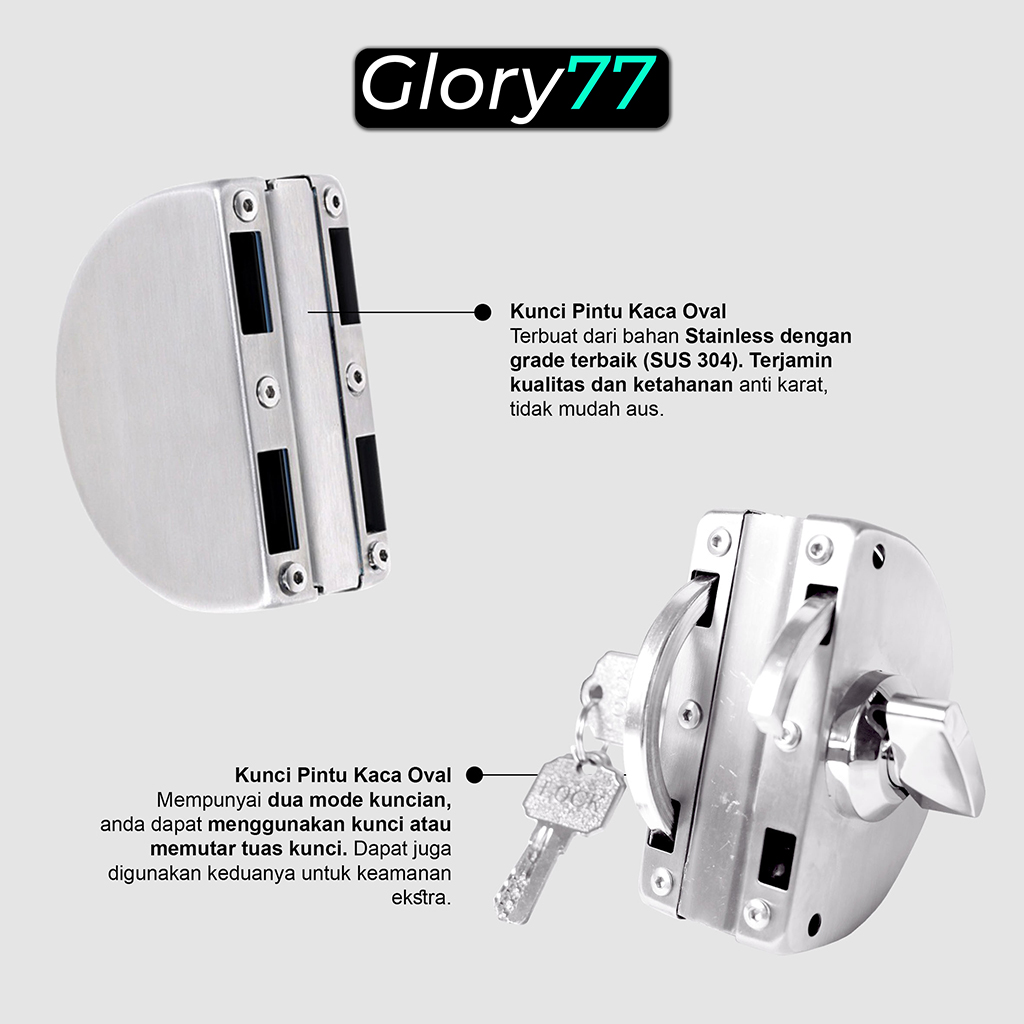 Glory77
Kunci Pintu Kaca Oval
Terbuat dari bahan Stainless dengan
grade terbaik (SUS 304). Terjamin
kualitas dan ketahanan anti karat,
tidak mudah aus.
Kunci Pintu Kaca Oval
Mempunyai dua mode kuncian,
anda dapat menggunakan kunci atau
memutar tuas kunci. Dapat juga
digunakan keduanya untuk keamanan
ekstra.